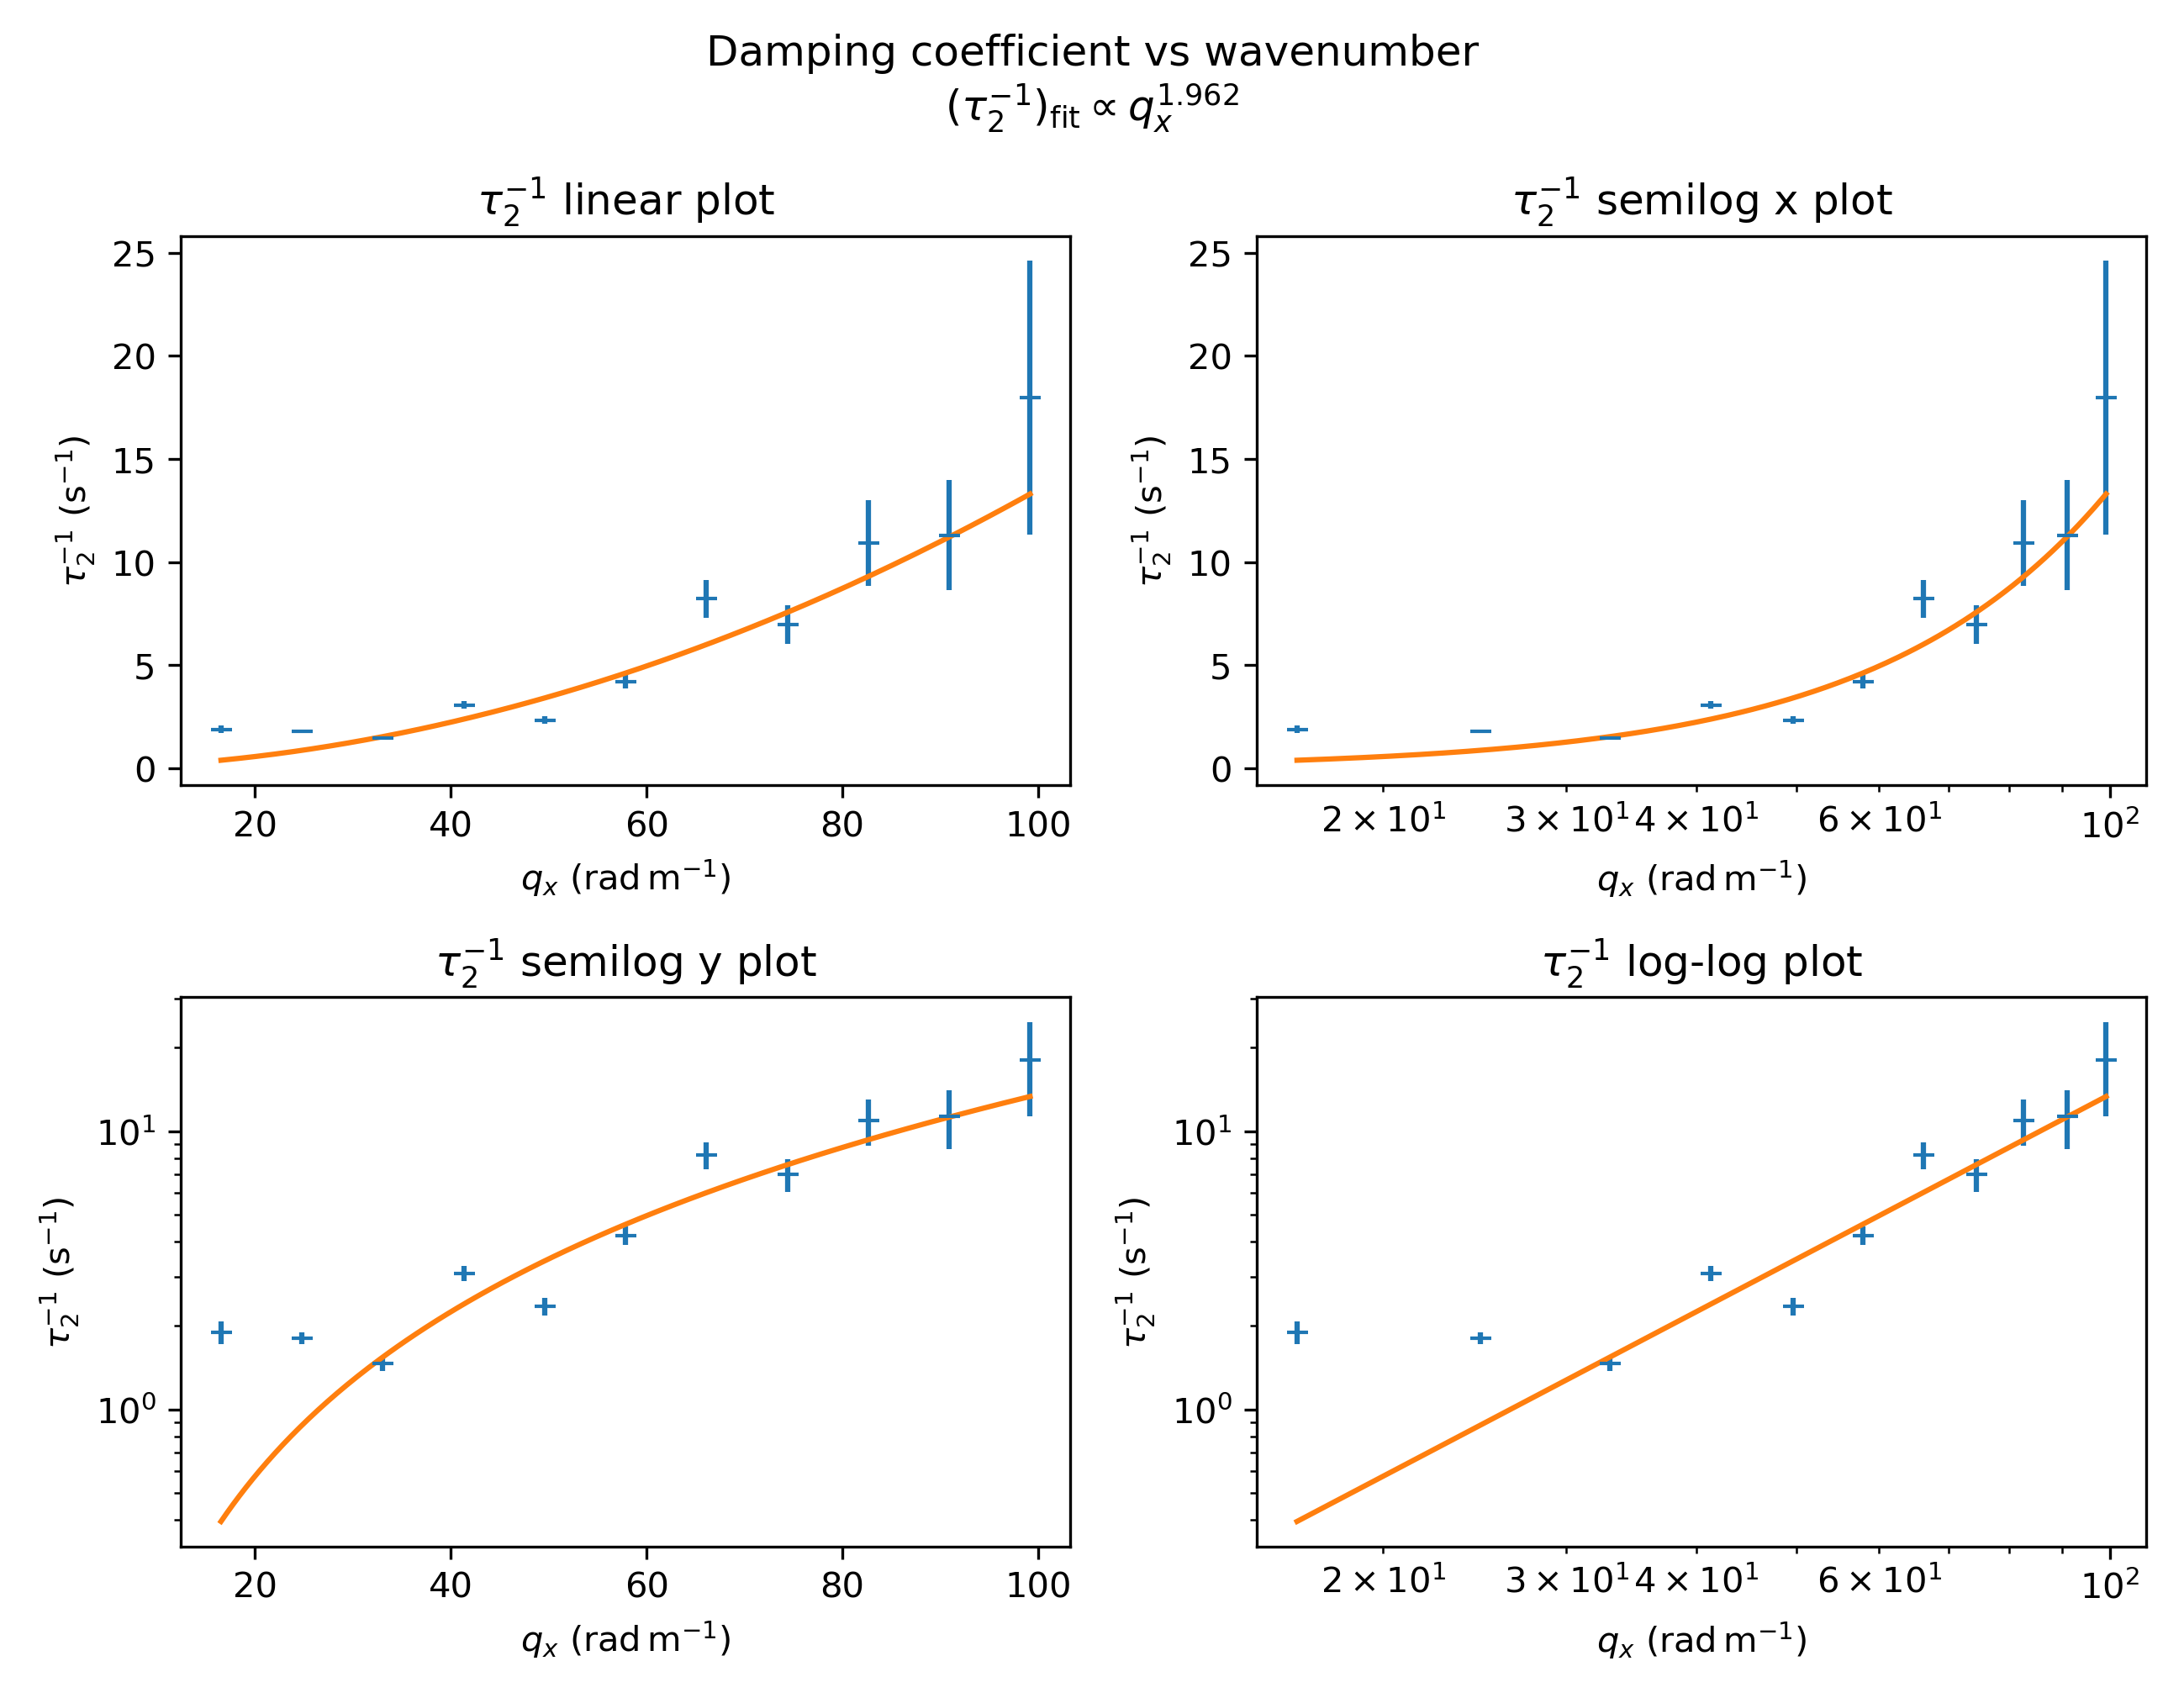 Damping coefficient vs wavenumber
(τ₂⁻¹)fit ∝ qₓ^1.962
τ₂⁻¹ linear plot
25
20
15
10
5
0
τ₂⁻¹ (s⁻¹)
20 40 60 80 100
qₓ (rad m⁻¹)
τ₂⁻¹ semilog x plot
25
20
15
10
5
0
τ₂⁻¹ (s⁻¹)
2 × 10¹ 3 × 10¹ 4 × 10¹ 6 × 10¹ 10²
qₓ (rad m⁻¹)
τ₂⁻¹ semilog y plot
10¹
10⁰
τ₂⁻¹ (s⁻¹)
20 40 60 80 100
qₓ (rad m⁻¹)
τ₂⁻¹ log-log plot
10¹
10⁰
τ₂⁻¹ (s⁻¹)
2 × 10¹ 3 × 10¹ 4 × 10¹ 6 × 10¹ 10²
qₓ (rad m⁻¹)